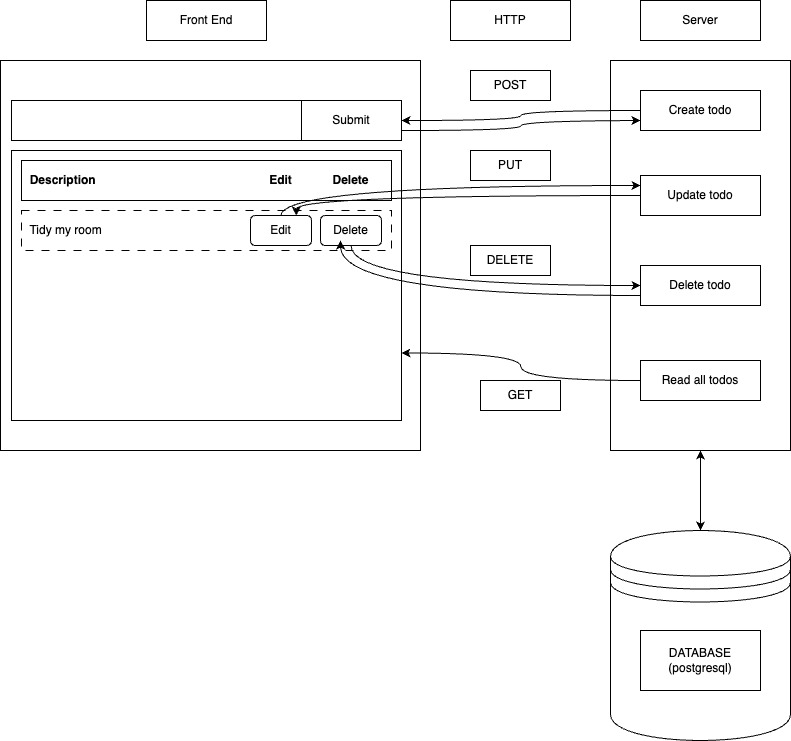 Front End
HTTP
Server
POST
Submit
Create todo
PUT
Description Edit Delete
Update todo
Tidy my room Edit Delete
DELETE
Delete todo
Read all todos
GET
DATABASE
(postgresql)